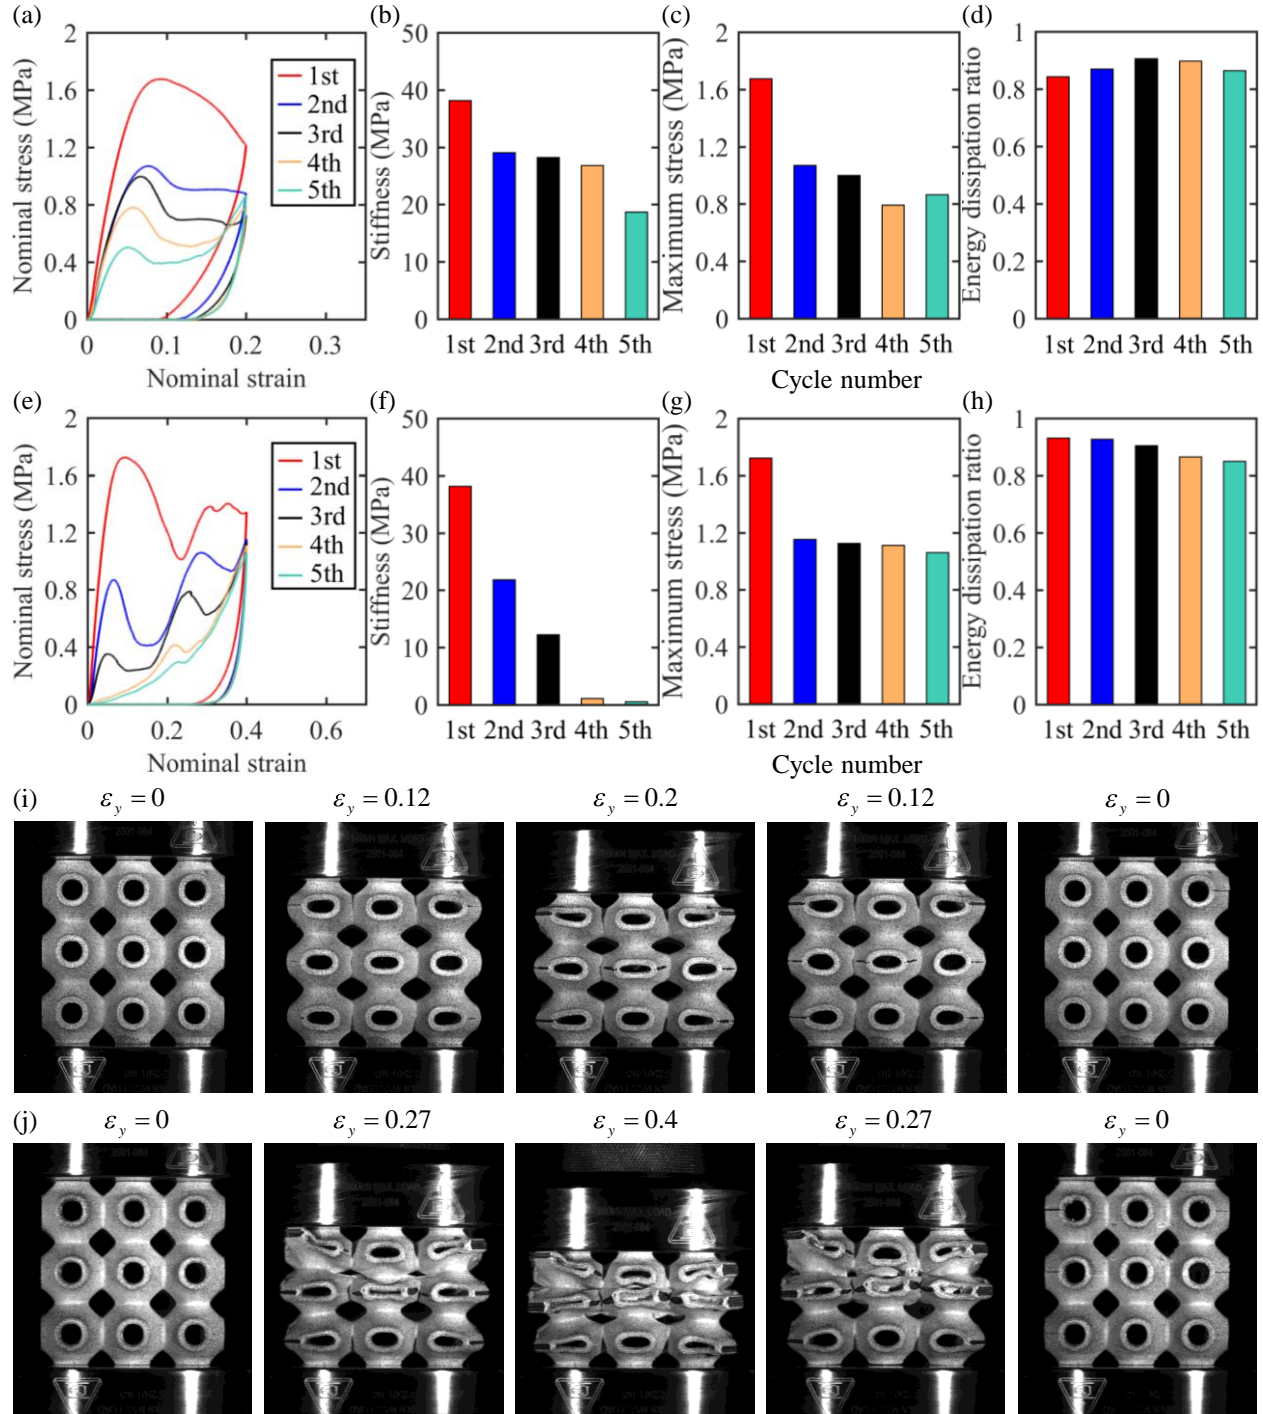 (a)
(b)
(c)
(d)
Nominal stress (MPa)
2
1.6
1.2
0.8
0.4
0
0 0.1 0.2 0.3
Nominal strain
1st
2nd
3rd
4th
5th
Stiffness (MPa)
50
40
30
20
10
0
1st 2nd 3rd 4th 5th
Maximum stress (MPa)
2
1.6
1.2
0.8
0.4
0
1st 2nd 3rd 4th 5th
Cycle number
Energy dissipation ratio
1
0.8
0.6
0.4
0.2
0
1st 2nd 3rd 4th 5th
(e)
(f)
(g)
(h)
Nominal stress (MPa)
2
1.6
1.2
0.8
0.4
0
0 0.2 0.4 0.6
Nominal strain
1st
2nd
3rd
4th
5th
Stiffness (MPa)
50
40
30
20
10
0
1st 2nd 3rd 4th 5th
Maximum stress (MPa)
2
1.6
1.2
0.8
0.4
0
1st 2nd 3rd 4th 5th
Cycle number
Energy dissipation ratio
1
0.8
0.6
0.4
0.2
0
1st 2nd 3rd 4th 5th
(i)
ε_y = 0
ε_y = 0.12
ε_y = 0.2
ε_y = 0.12
ε_y = 0
2501-084
(j)
ε_y = 0
ε_y = 0.27
ε_y = 0.4
ε_y = 0.27
ε_y = 0